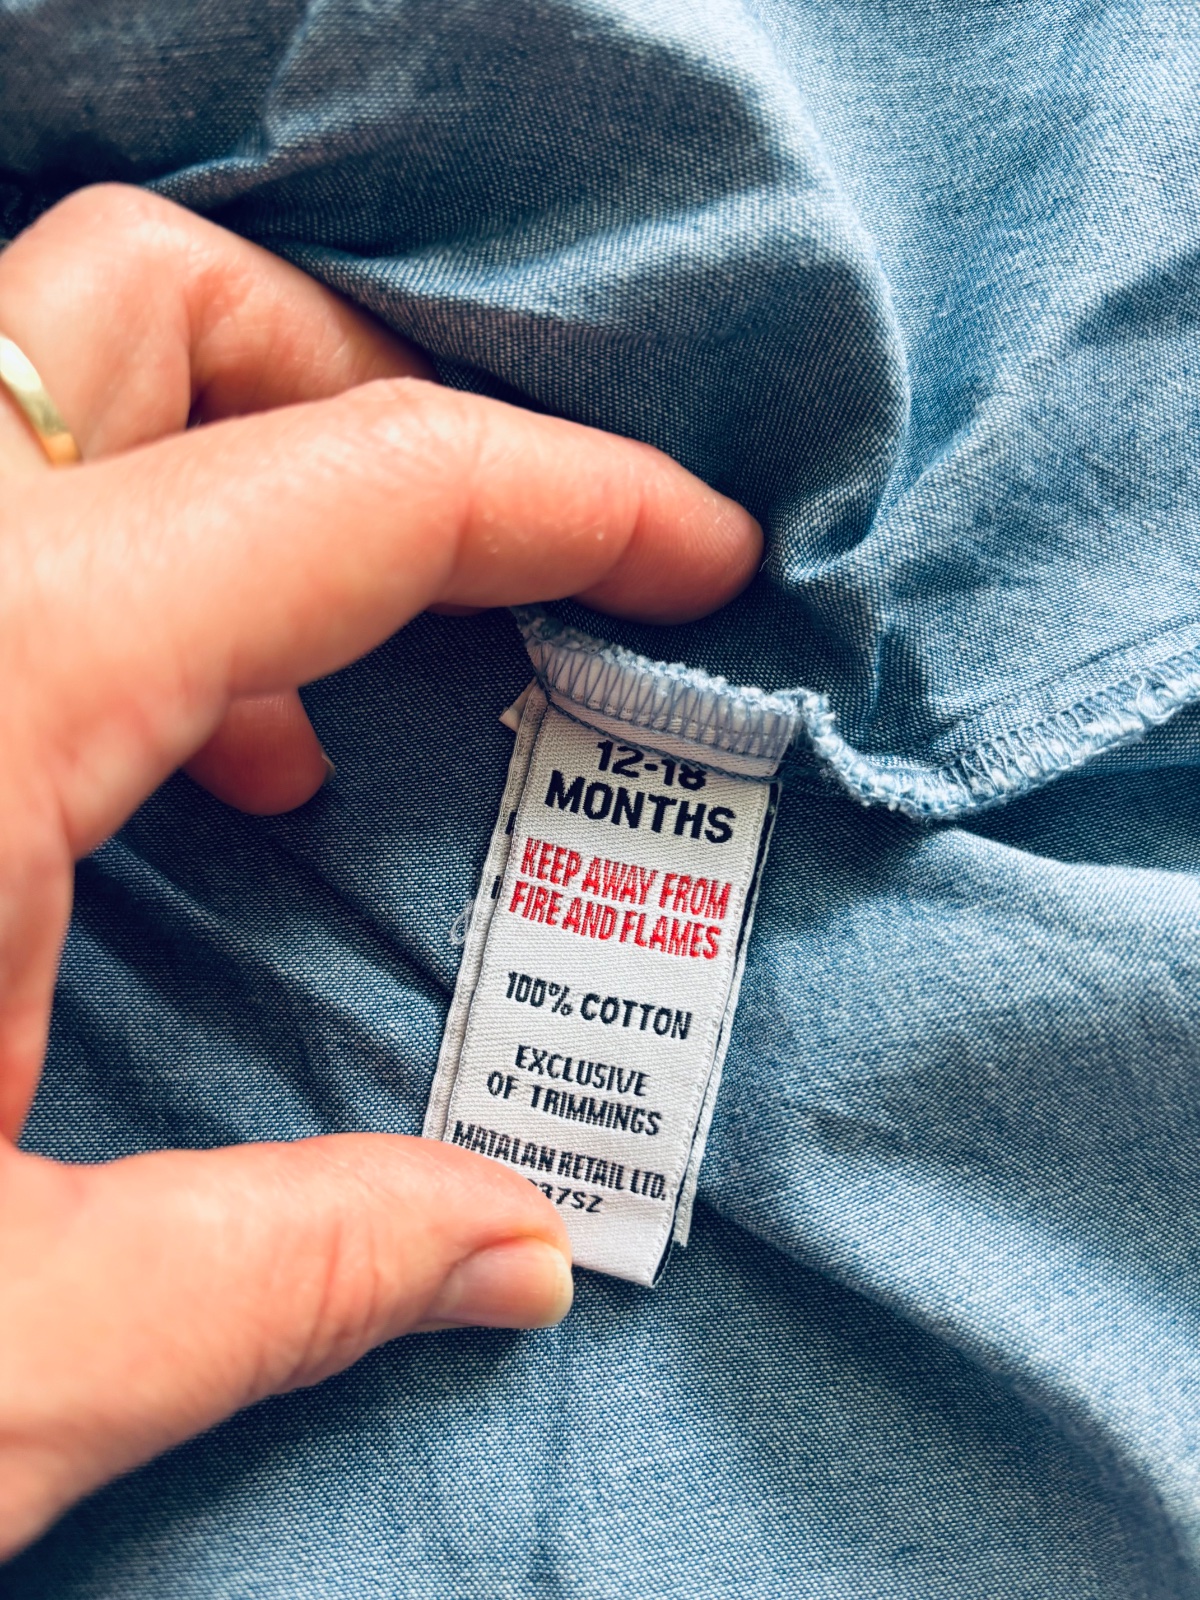 12-18
MONTHS
KEEP AWAY FROM
FIRE AND FLAMES
100% COTTON
EXCLUSIVE
OF TRIMMINGS
MATALAN RETAIL LTD.